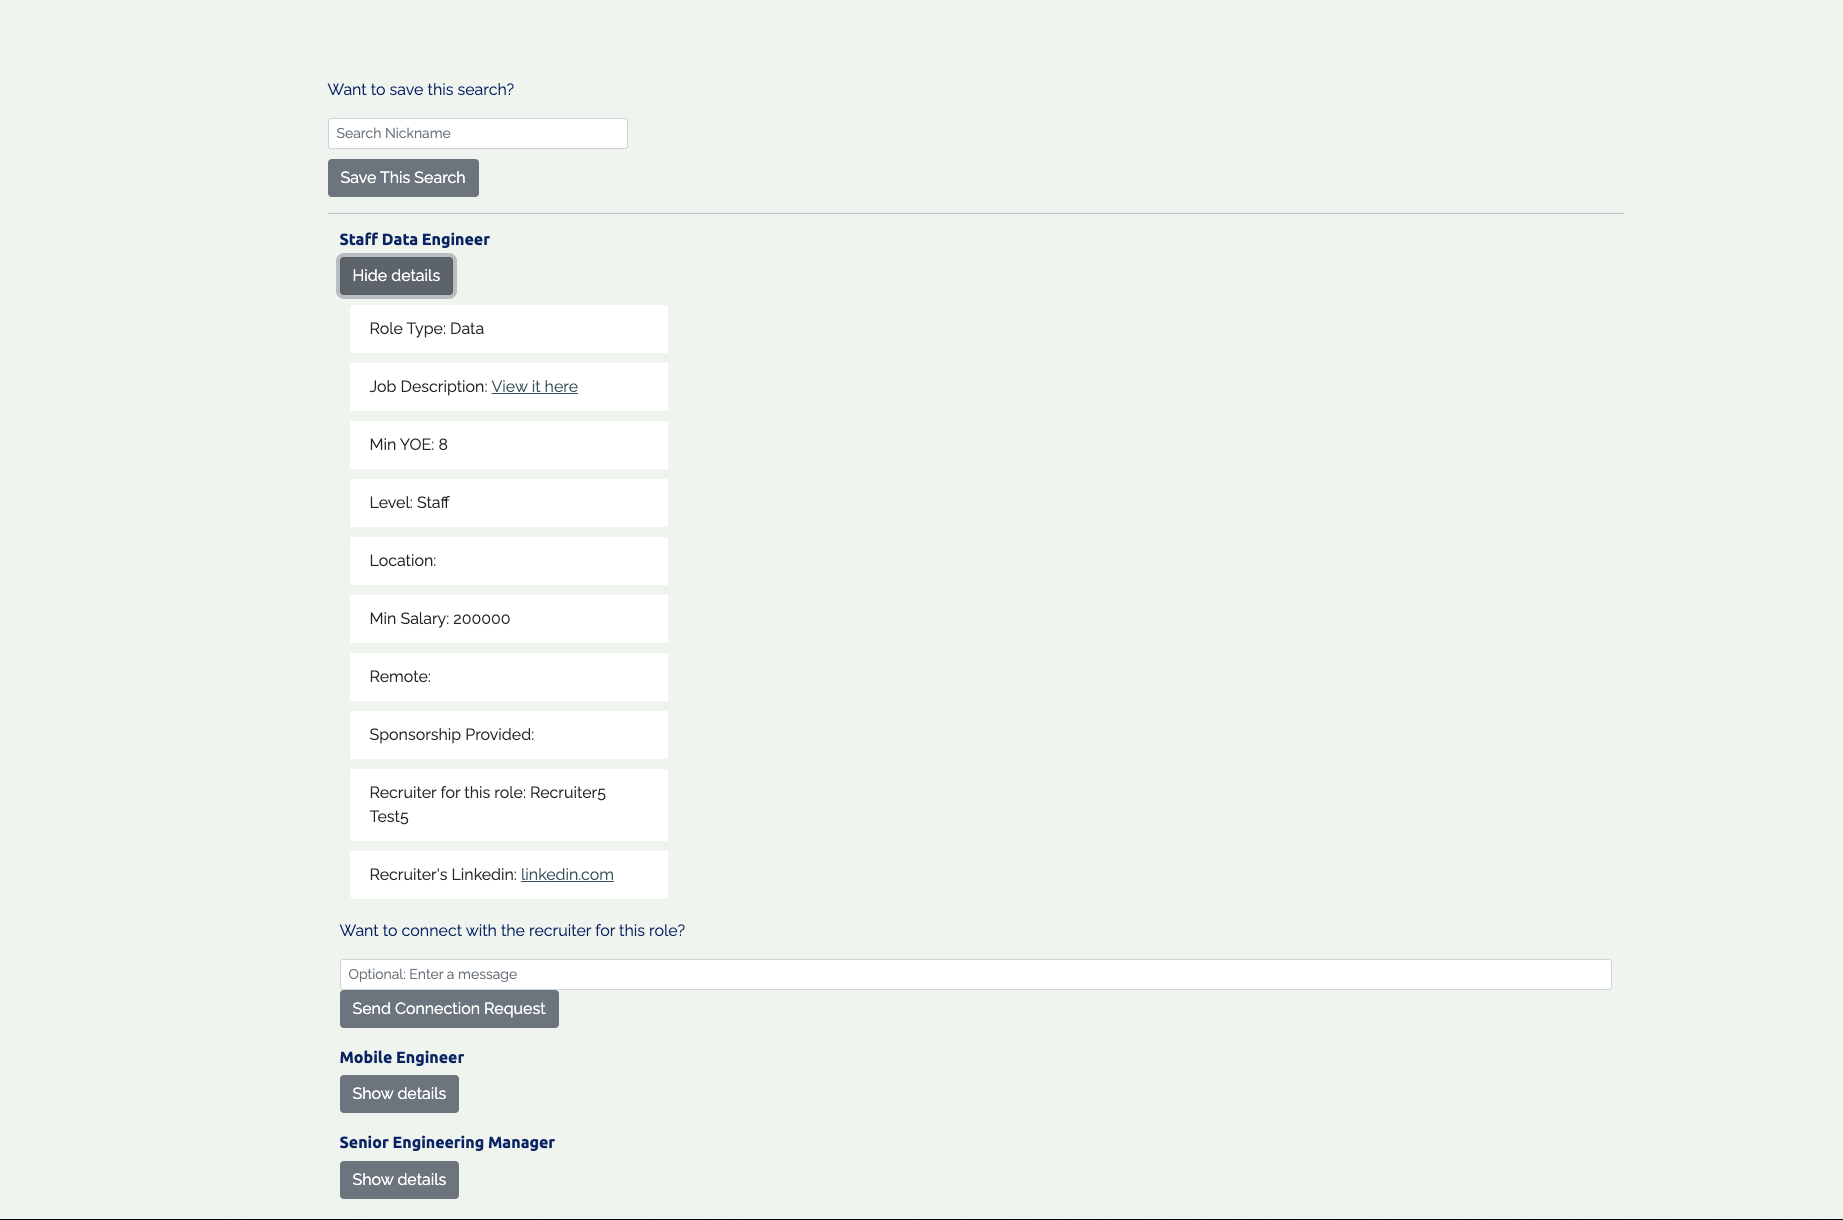 Want to save this search?
Search Nickname
Save This Search
Staff Data Engineer
Hide details
Role Type: Data
Job Description: View it here
Min YOE: 8
Level: Staff
Location:
Min Salary: 200000
Remote:
Sponsorship Provided:
Recruiter for this role: Recruiter5
Test5
Recruiter's Linkedin: linkedin.com
Want to connect with the recruiter for this role?
Optional: Enter a message
Send Connection Request
Mobile Engineer
Show details
Senior Engineering Manager
Show details